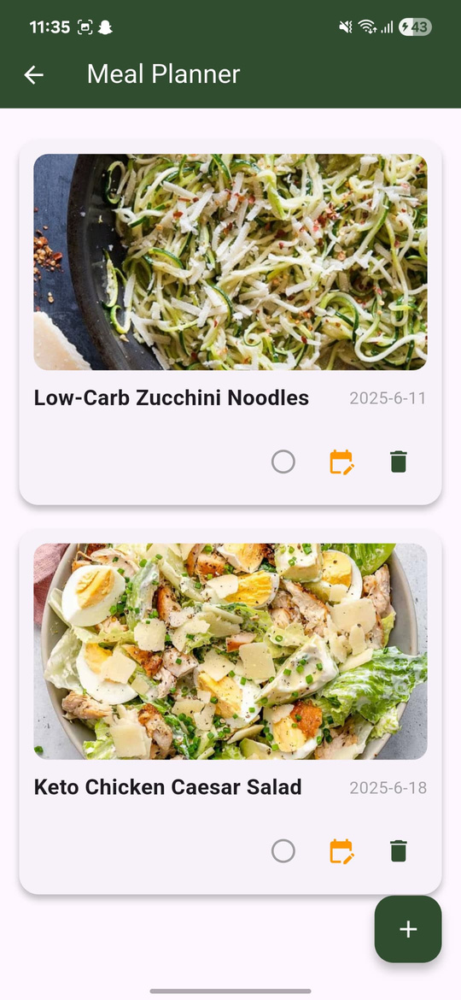 11:35
43
Meal Planner
Low-Carb Zucchini Noodles 2025-6-11
Keto Chicken Caesar Salad 2025-6-18